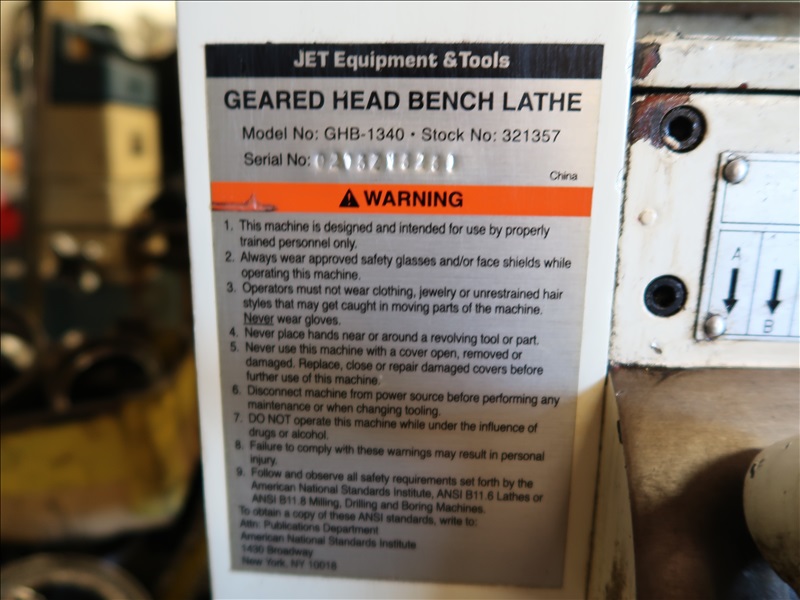 JET Equipment & Tools
GEARED HEAD BENCH LATHE
Model No: GHB-1340 · Stock No: 321357
Serial No:
China
⚠ WARNING
1. This machine is designed and intended for use by properly
trained personnel only.
2. Always wear approved safety glasses and/or face shields while
operating this machine.
3. Operators must not wear clothing, jewelry or unrestrained hair
styles that may get caught in moving parts of the machine.
Never wear gloves.
4. Never place hands near or around a revolving tool or part.
5. Never use this machine with a cover open, removed or
damaged. Replace, close or repair damaged covers before
further use of this machine.
6. Disconnect machine from power source before performing any
maintenance or when changing tooling.
7. DO NOT operate this machine while under the influence of
drugs or alcohol.
8. Failure to comply with these warnings may result in personal
injury.
9. Follow and observe all safety requirements set forth by the
American National Standards Institute, ANSI B11.6 Lathes or
ANSI B11.8 Milling, Drilling and Boring Machines.
To obtain a copy of these ANSI standards, write to:
Attn: Publications Department
American National Standards Institute
1430 Broadway
New York, NY 10018
A
B